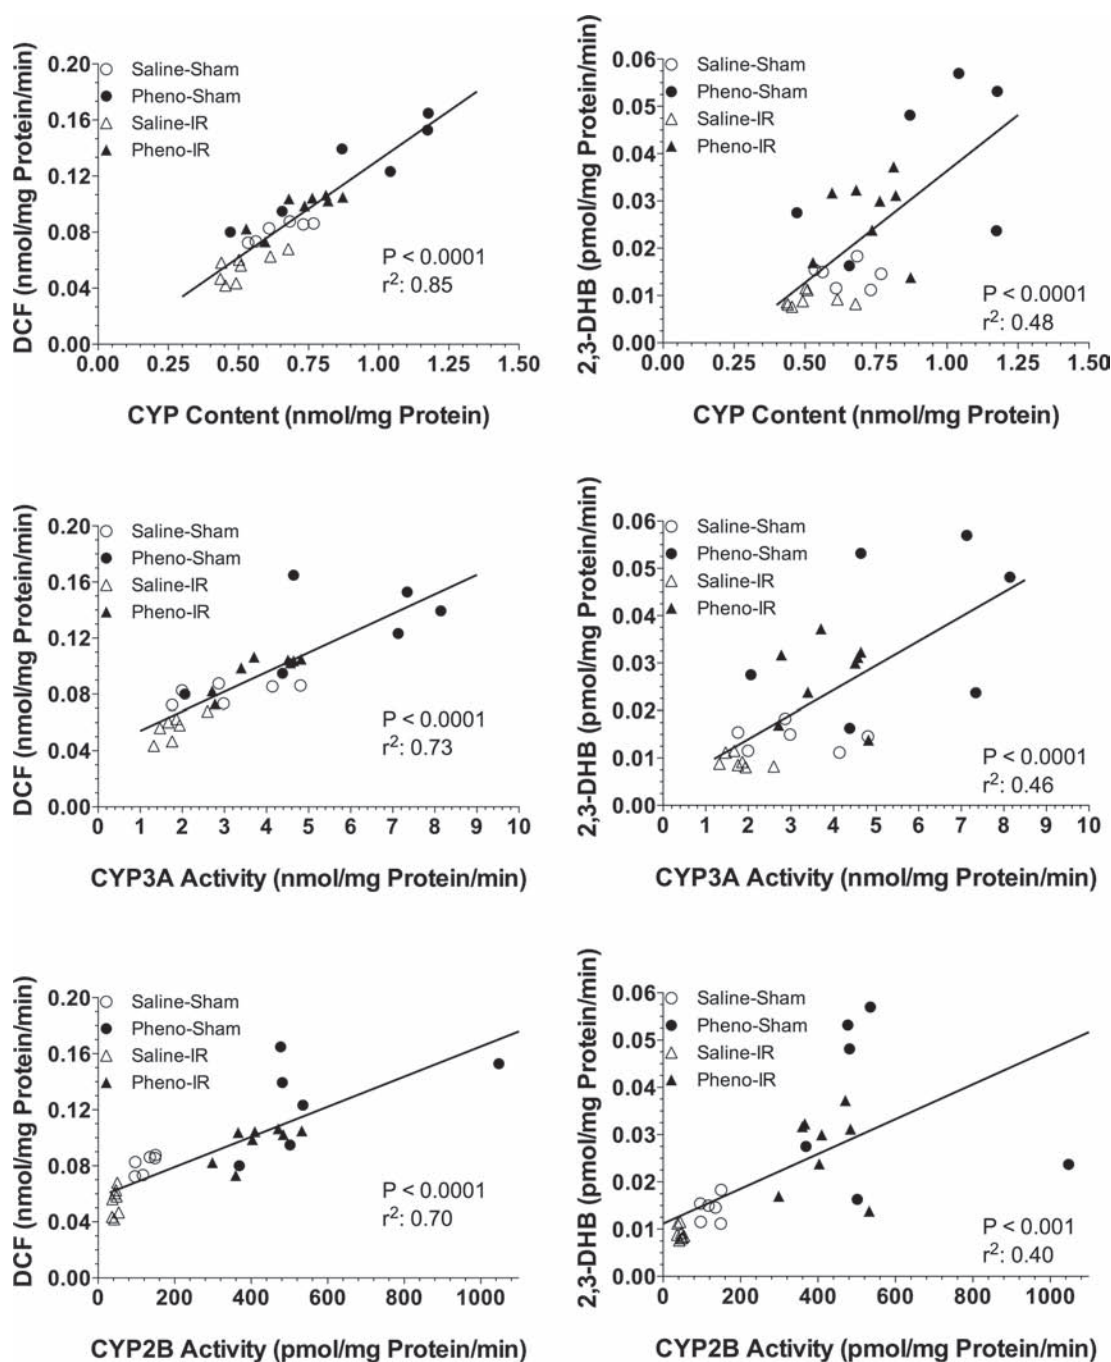 DCF (nmol/mg Protein/min)
0.20
0.16
0.12
0.08
0.04
0.00
Saline-Sham
Pheno-Sham
Saline-IR
Pheno-IR
P < 0.0001
r²: 0.85
0.00 0.25 0.50 0.75 1.00 1.25 1.50
CYP Content (nmol/mg Protein)
2,3-DHB (pmol/mg Protein/min)
0.06
0.05
0.04
0.03
0.02
0.01
0.00
Saline-Sham
Pheno-Sham
Saline-IR
Pheno-IR
P < 0.0001
r²: 0.48
0.00 0.25 0.50 0.75 1.00 1.25 1.50
CYP Content (nmol/mg Protein)
DCF (nmol/mg Protein/min)
0.20
0.16
0.12
0.08
0.04
0.00
Saline-Sham
Pheno-Sham
Saline-IR
Pheno-IR
P < 0.0001
r²: 0.73
0 1 2 3 4 5 6 7 8 9 10
CYP3A Activity (nmol/mg Protein/min)
2,3-DHB (pmol/mg Protein/min)
0.06
0.05
0.04
0.03
0.02
0.01
0.00
Saline-Sham
Pheno-Sham
Saline-IR
Pheno-IR
P < 0.0001
r²: 0.46
0 1 2 3 4 5 6 7 8 9 10
CYP3A Activity (nmol/mg Protein/min)
DCF (nmol/mg Protein/min)
0.20
0.16
0.12
0.08
0.04
0.00
Saline-Sham
Pheno-Sham
Saline-IR
Pheno-IR
P < 0.0001
r²: 0.70
0 200 400 600 800 1000
CYP2B Activity (pmol/mg Protein/min)
2,3-DHB (pmol/mg Protein/min)
0.06
0.05
0.04
0.03
0.02
0.01
0.00
Saline-Sham
Pheno-Sham
Saline-IR
Pheno-IR
P < 0.001
r²: 0.40
0 200 400 600 800 1000
CYP2B Activity (pmol/mg Protein/min)